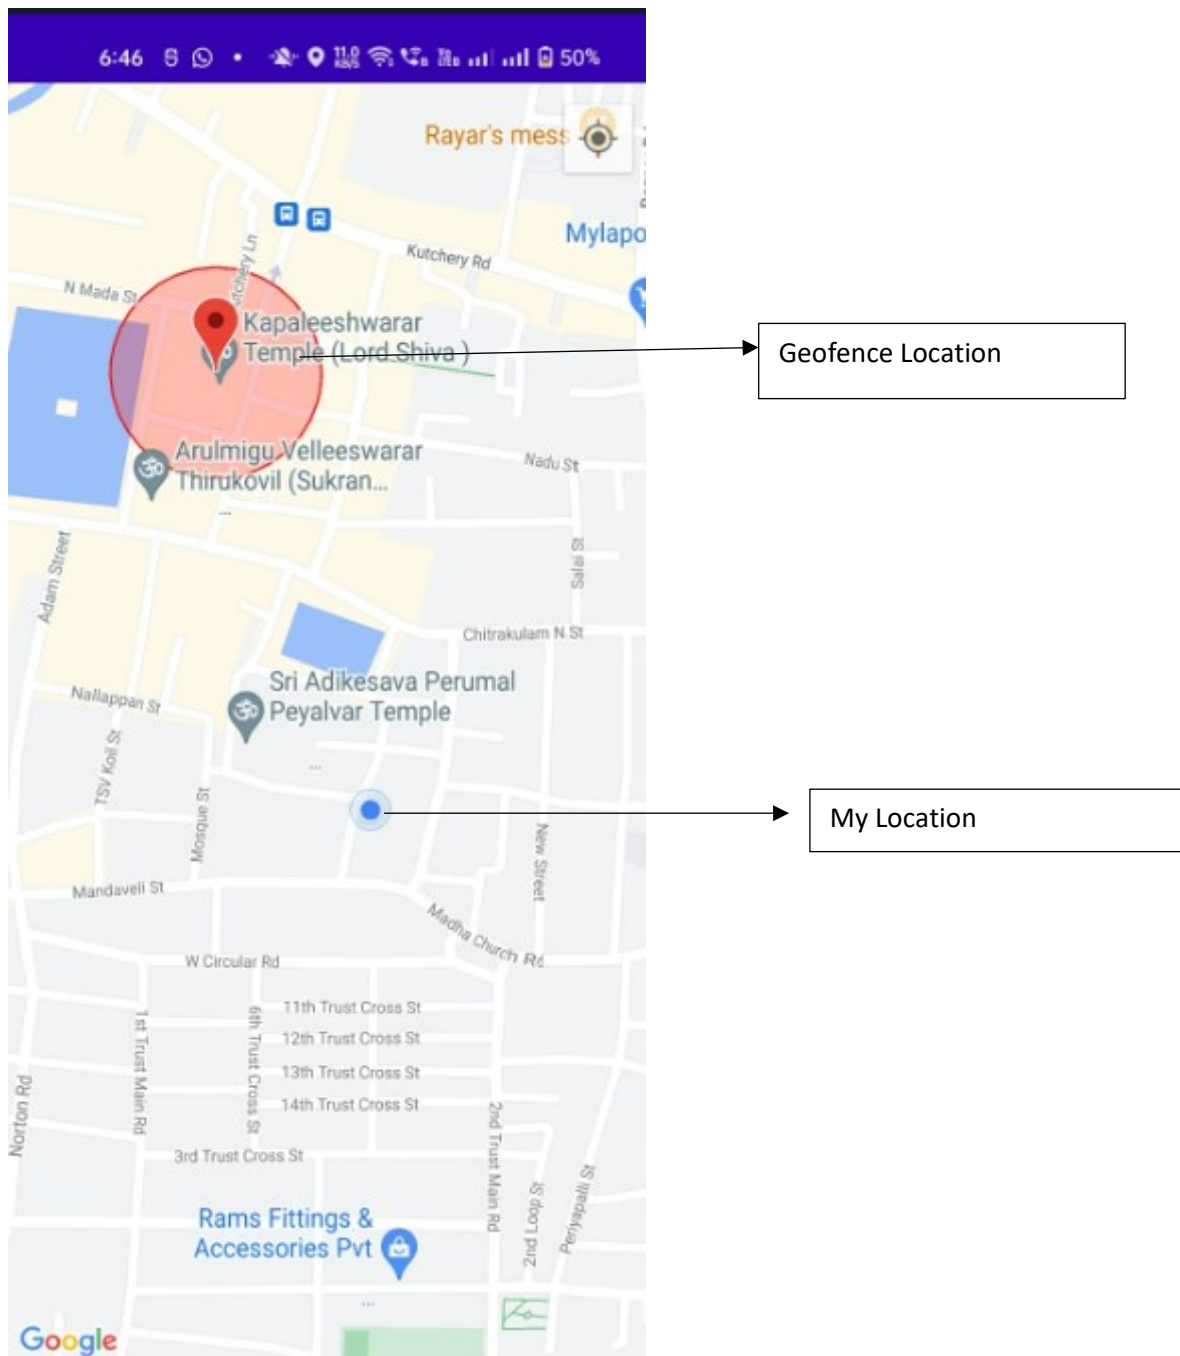 6:46
11.0
KB/S
50%
Rayar's mess
Mylapo
Kutchery Rd
N Mada St
Kapaleeshwarar
Temple (Lord Shiva )
Geofence Location
Arulmigu Velleeswarar
Thirukovil (Sukran...
Nadu St
...
Adam Street
Salai St
Chitrakulam N St
Sri Adikesava Perumal
Peyalvar Temple
Nallappan St
TSV Koil St
...
Mosque St
My Location
New Street
Mandaveli St
Madha Church Rd
W Circular Rd
11th Trust Cross St
12th Trust Cross St
13th Trust Cross St
14th Trust Cross St
1st Trust Main Rd
6th Trust Cross St
Norton Rd
2nd Trust Main Rd
3rd Trust Cross St
2nd Loop St
Periyapalli St
Rams Fittings &
Accessories Pvt
...
Google